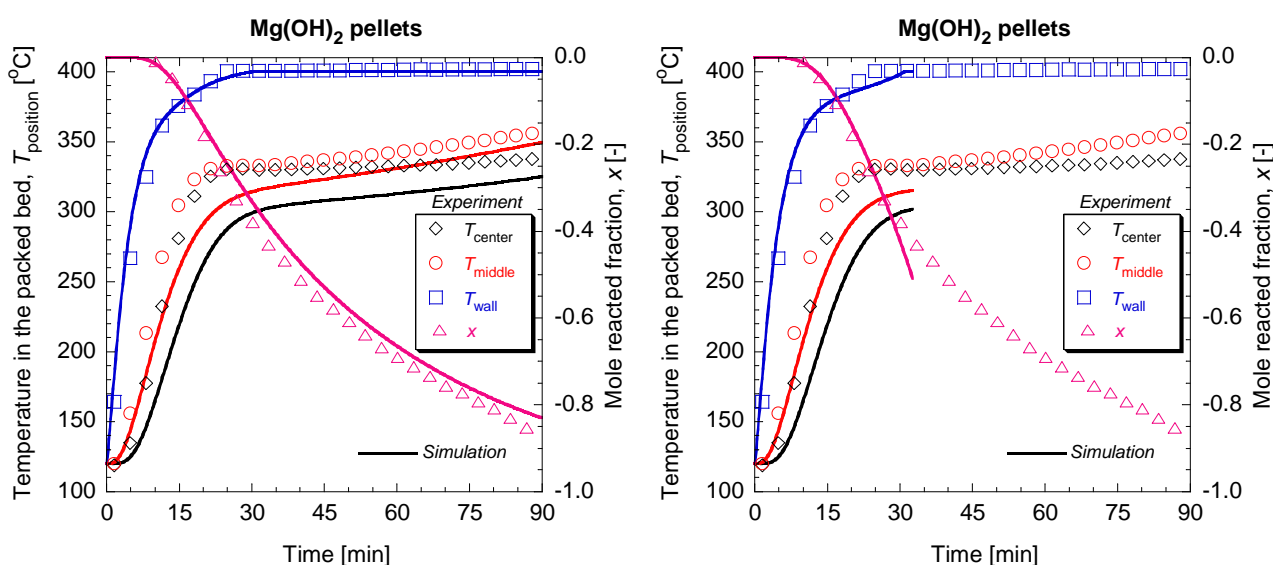 Mg(OH)2 pellets
Temperature in the packed bed, Tposition [oC]
400
350
300
250
200
150
100
0 15 30 45 60 75 90
Time [min]
0.0
-0.2
-0.4
-0.6
-0.8
-1.0
Mole reacted fraction, x [-]
Experiment
Tcenter
Tmiddle
Twall
x
Simulation
Mg(OH)2 pellets
Temperature in the packed bed, Tposition [oC]
400
350
300
250
200
150
100
0 15 30 45 60 75 90
Time [min]
0.0
-0.2
-0.4
-0.6
-0.8
-1.0
Mole reacted fraction, x [-]
Experiment
Tcenter
Tmiddle
Twall
x
Simulation